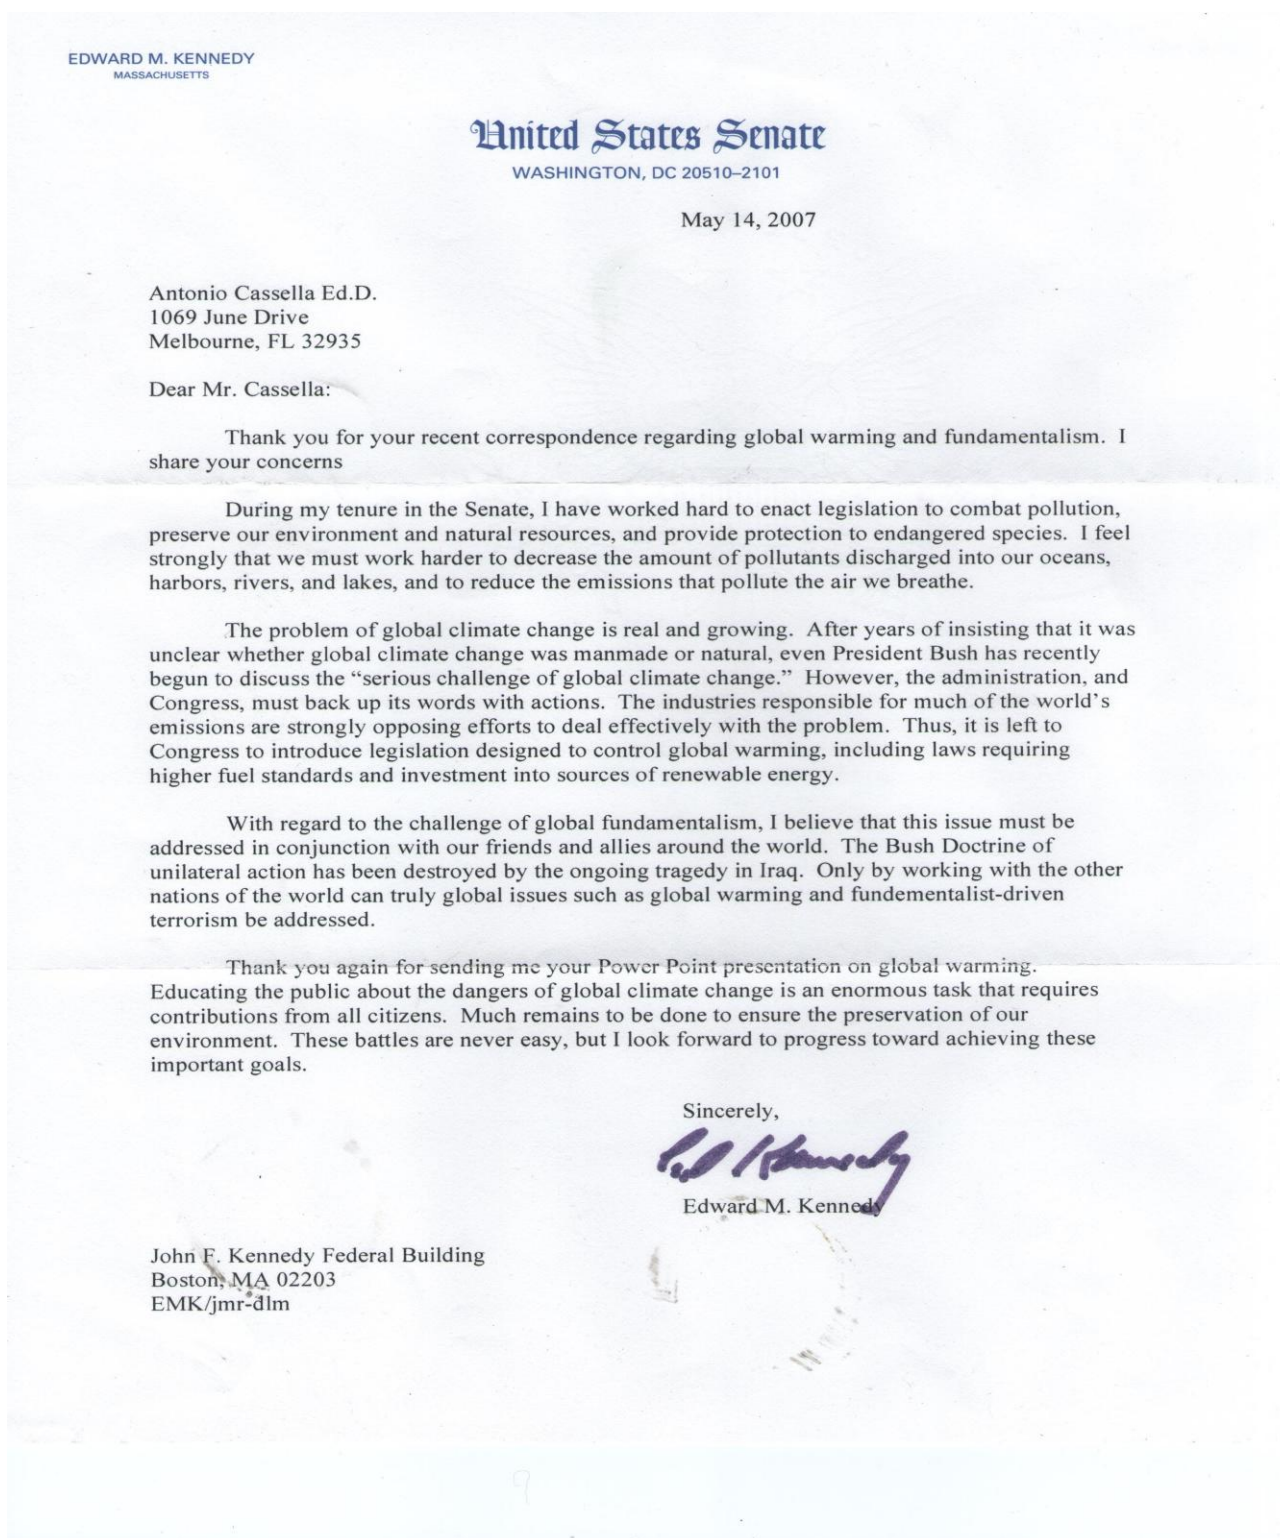 EDWARD M. KENNEDY
MASSACHUSETTS
United States Senate
WASHINGTON, DC 20510–2101
May 14, 2007
Antonio Cassella Ed.D.
1069 June Drive
Melbourne, FL 32935
Dear Mr. Cassella:
Thank you for your recent correspondence regarding global warming and fundamentalism. I
share your concerns
During my tenure in the Senate, I have worked hard to enact legislation to combat pollution,
preserve our environment and natural resources, and provide protection to endangered species. I feel
strongly that we must work harder to decrease the amount of pollutants discharged into our oceans,
harbors, rivers, and lakes, and to reduce the emissions that pollute the air we breathe.
The problem of global climate change is real and growing. After years of insisting that it was
unclear whether global climate change was manmade or natural, even President Bush has recently
begun to discuss the “serious challenge of global climate change.” However, the administration, and
Congress, must back up its words with actions. The industries responsible for much of the world’s
emissions are strongly opposing efforts to deal effectively with the problem. Thus, it is left to
Congress to introduce legislation designed to control global warming, including laws requiring
higher fuel standards and investment into sources of renewable energy.
With regard to the challenge of global fundamentalism, I believe that this issue must be
addressed in conjunction with our friends and allies around the world. The Bush Doctrine of
unilateral action has been destroyed by the ongoing tragedy in Iraq. Only by working with the other
nations of the world can truly global issues such as global warming and fundementalist-driven
terrorism be addressed.
Thank you again for sending me your Power Point presentation on global warming.
Educating the public about the dangers of global climate change is an enormous task that requires
contributions from all citizens. Much remains to be done to ensure the preservation of our
environment. These battles are never easy, but I look forward to progress toward achieving these
important goals.
Sincerely,
Ed Kennedy
Edward M. Kennedy
John F. Kennedy Federal Building
Boston, MA 02203
EMK/jmr-dlm